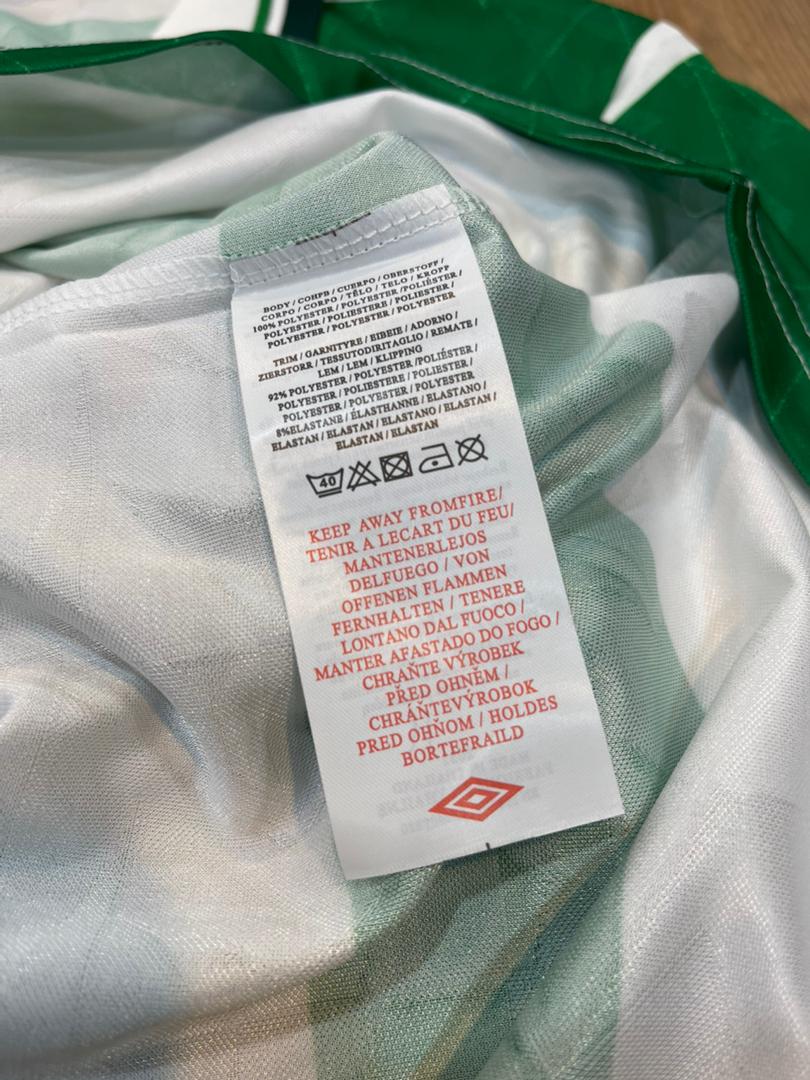 BODY / COHPB / CUERPO / OBERSTOFF /
CORPO / CORPO / TĚLO / TELO / KROPP
100% POLYESTER / POLYESTER /POLIÉSTER /
POLYESTER / POLIESTERE / POLIESTER /
POLYESTER / POLYESTER / POLYESTER
TRIM / GARNITYRE / EIBEIE / ADORNO /
ZIERSTORR / TESSUTODIRITAGLIO / REMATE /
LEM / LEM / KLIPPING
92% POLYESTER / POLYESTER /POLIÉSTER /
POLYESTER / POLIESTERE / POLIESTER /
POLYESTER / POLYESTER / POLYESTER
8%ELASTANE / ÉLASTHANNE / ELASTANO /
ELASTAN / ELASTANO / ELASTANO / ELASTAN /
ELASTAN / ELASTAN
40
KEEP AWAY FROMFIRE/
TENIR A LECART DU FEU/
MANTENERLEJOS
DELFUEGO / VON
OFFENEN FLAMMEN
FERNHALTEN / TENERE
LONTANO DAL FUOCO /
MANTER AFASTADO DO FOGO /
CHRAŇTE VÝROBEK
PŘED OHNĚM /
CHRÁŇTEVÝROBOK
PRED OHŇOM / HOLDES
BORTEFRAILD